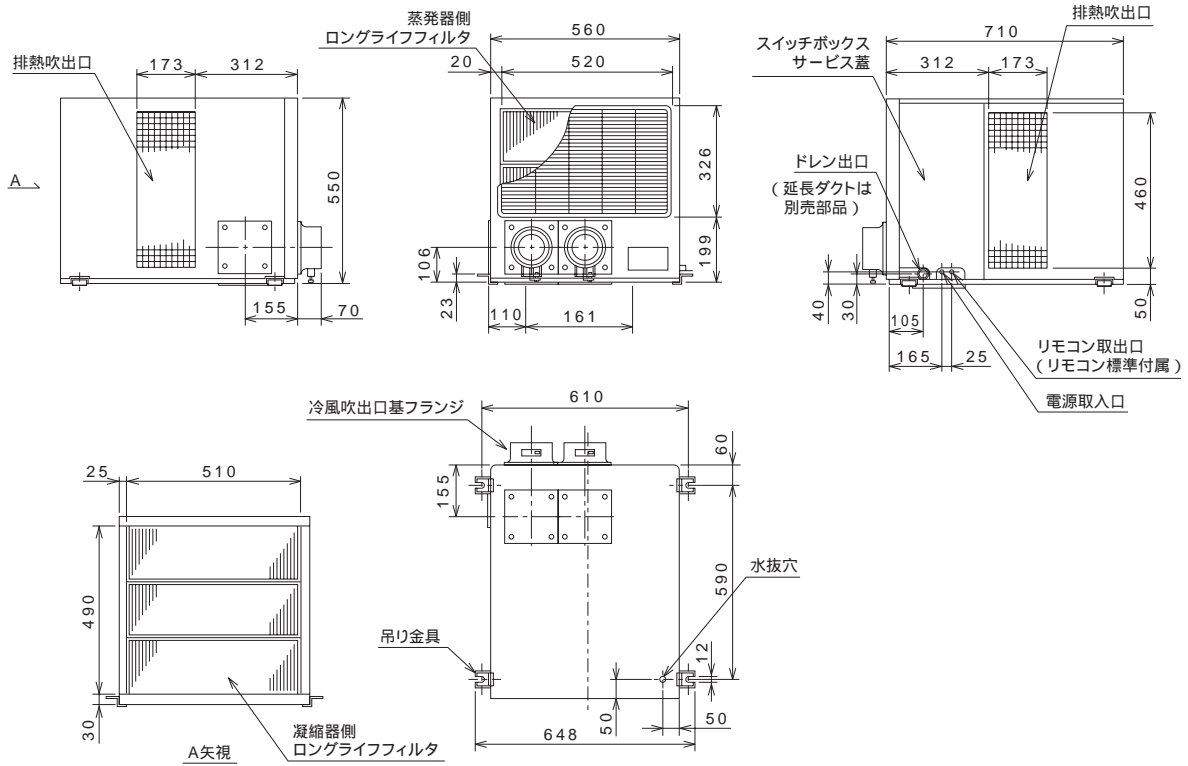 排熱吹出口
173
312
A
550
155
70
蒸発器側
ロングライフフィルタ
560
20
520
326
199
106
23
110
161
排熱吹出口
スイッチボックス
サービス蓋
710
312
173
ドレン出口
(延長ダクトは
別売部品)
460
50
40
30
105
165
25
リモコン取出口
(リモコン標準付属)
電源取入口
冷風吹出口基フランジ
610
60
155
590
水抜穴
吊り金具
12
50
50
648
25
510
490
30
凝縮器側
ロングライフフィルタ
A矢視